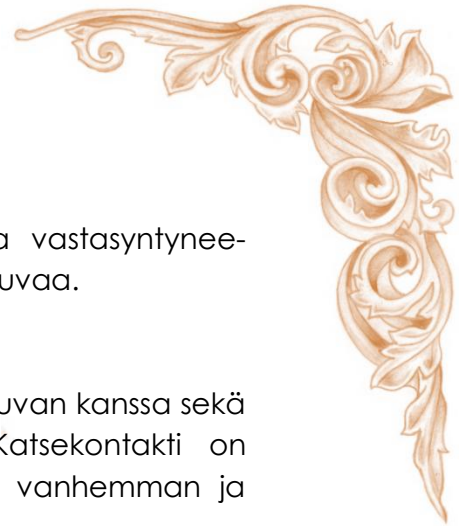 a vastasyntynee-
uvaa.
uvan kanssa sekä
Katsekontakti on
vanhemman ja